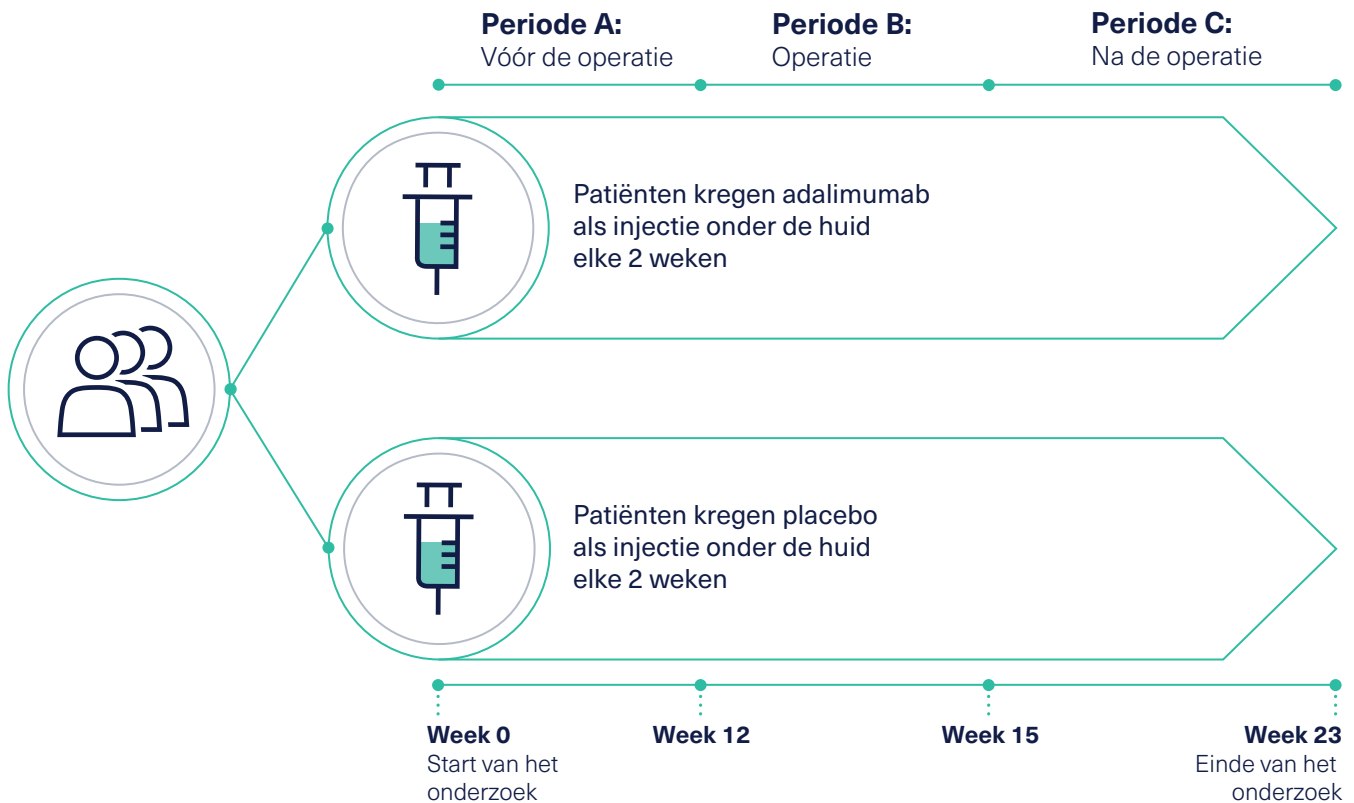 Periode A:
Vóór de operatie
Periode B:
Operatie
Periode C:
Na de operatie
Patiënten kregen adalimumab
als injectie onder de huid
elke 2 weken
Patiënten kregen placebo
als injectie onder de huid
elke 2 weken
Week 0
Start van het
onderzoek
Week 12
Week 15
Week 23
Einde van het
onderzoek